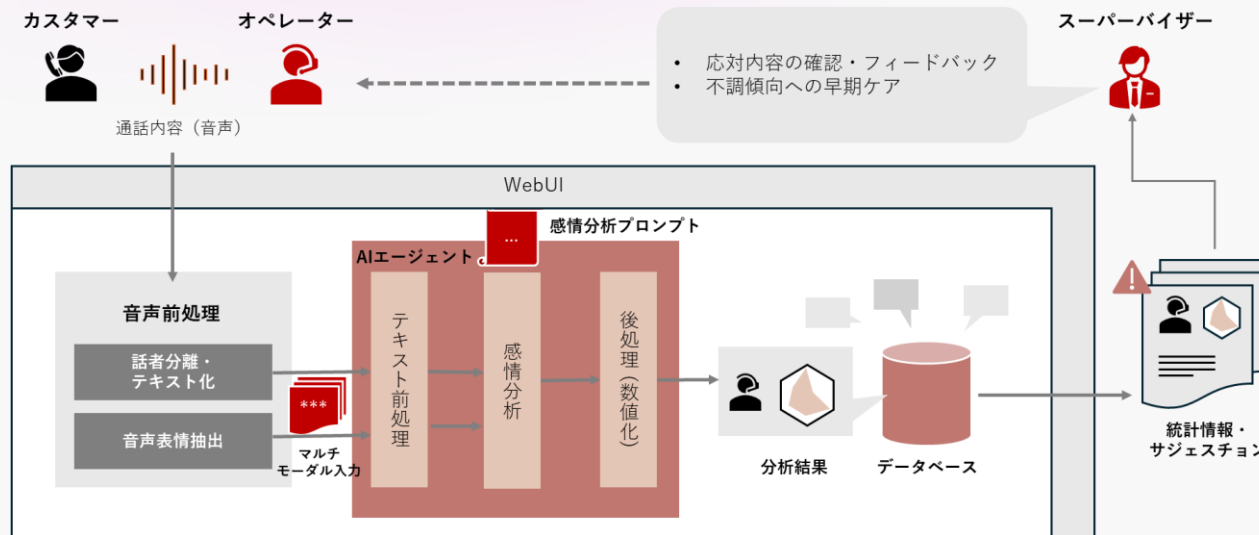 カスタマー
オペレーター
スーパーバイザー
• 応対内容の確認・フィードバック
• 不調傾向への早期ケア
通話内容（音声）
WebUI
...
感情分析プロンプト
AIエージェント
音声前処理
話者分離・
テキスト化
音声表情抽出
***
マルチ
モーダル入力
テキスト前処理
感情分析
後処理（数値化）
分析結果
データベース
!
統計情報・
サジェスチョン